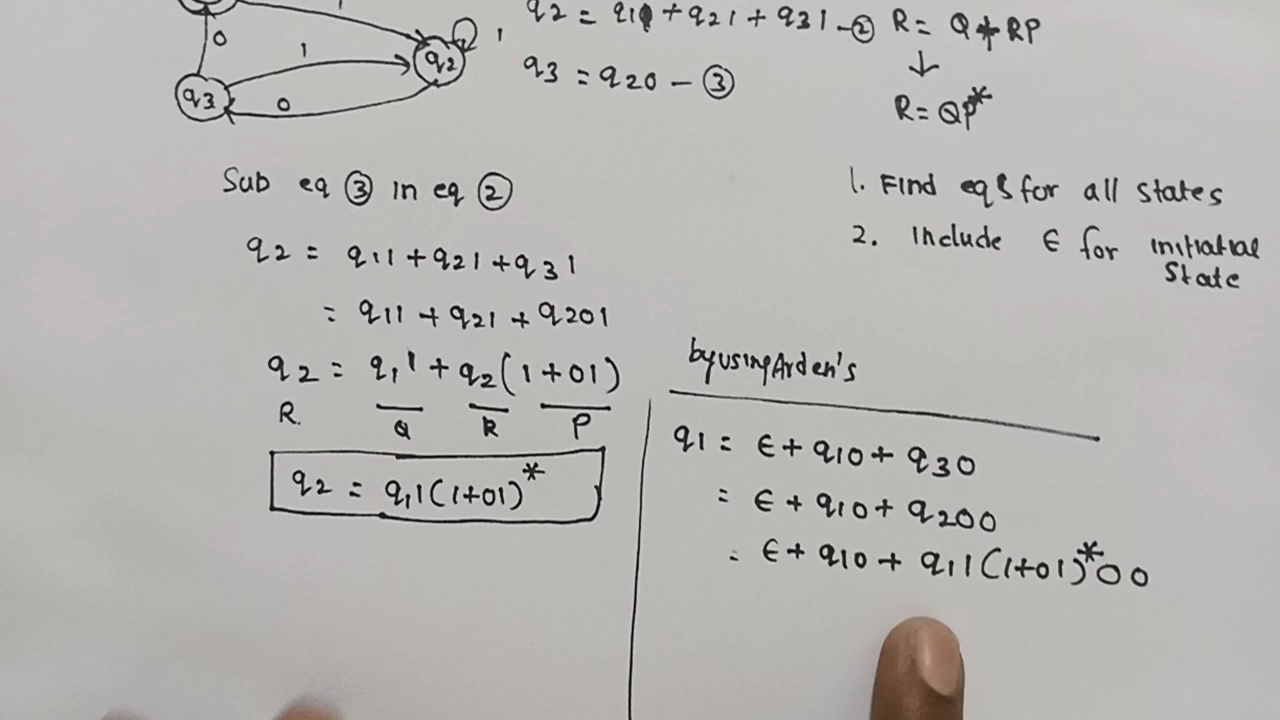 1
q2 = q11 + q21 + q31 - ②
R = Q + RP
0
1
q2
1
q3 = q20 - ③
↓
q3
0
R = QP*
Sub eq ③ in eq ②
1. Find eqs for all states
q2 = q11 + q21 + q31
2. Include ε for initiatial
State
= q11 + q21 + q201
by using Arden's
q2 = q11 + q2(1+01)
R. Q R P
q1 = ε + q10 + q30
q2 = q11(1+01)*
= ε + q10 + q200
= ε + q10 + q11(1+01)*00